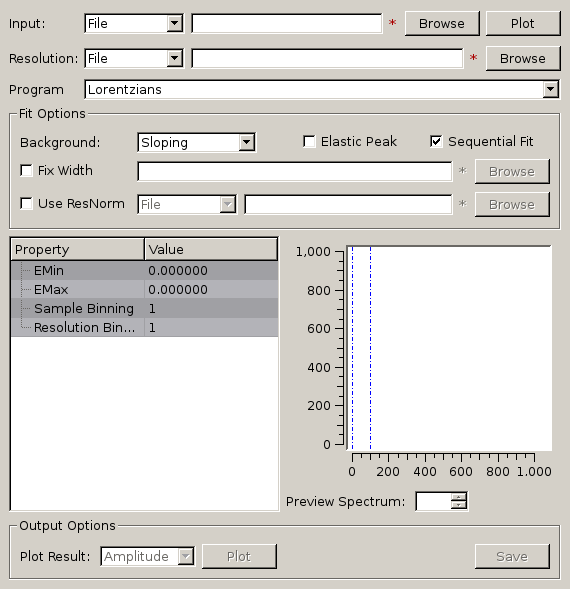 Input: File * Browse Plot
Resolution: File * Browse
Program Lorentzians
Fit Options
Background: Sloping Elastic Peak Sequential Fit
Fix Width * Browse
Use ResNorm File * Browse
Property Value
EMin 0.000000
EMax 0.000000
Sample Binning 1
Resolution Bin... 1
1,000
800
600
400
200
0
0 200 400 600 800 1.000
Preview Spectrum:
Output Options
Plot Result: Amplitude Plot Save